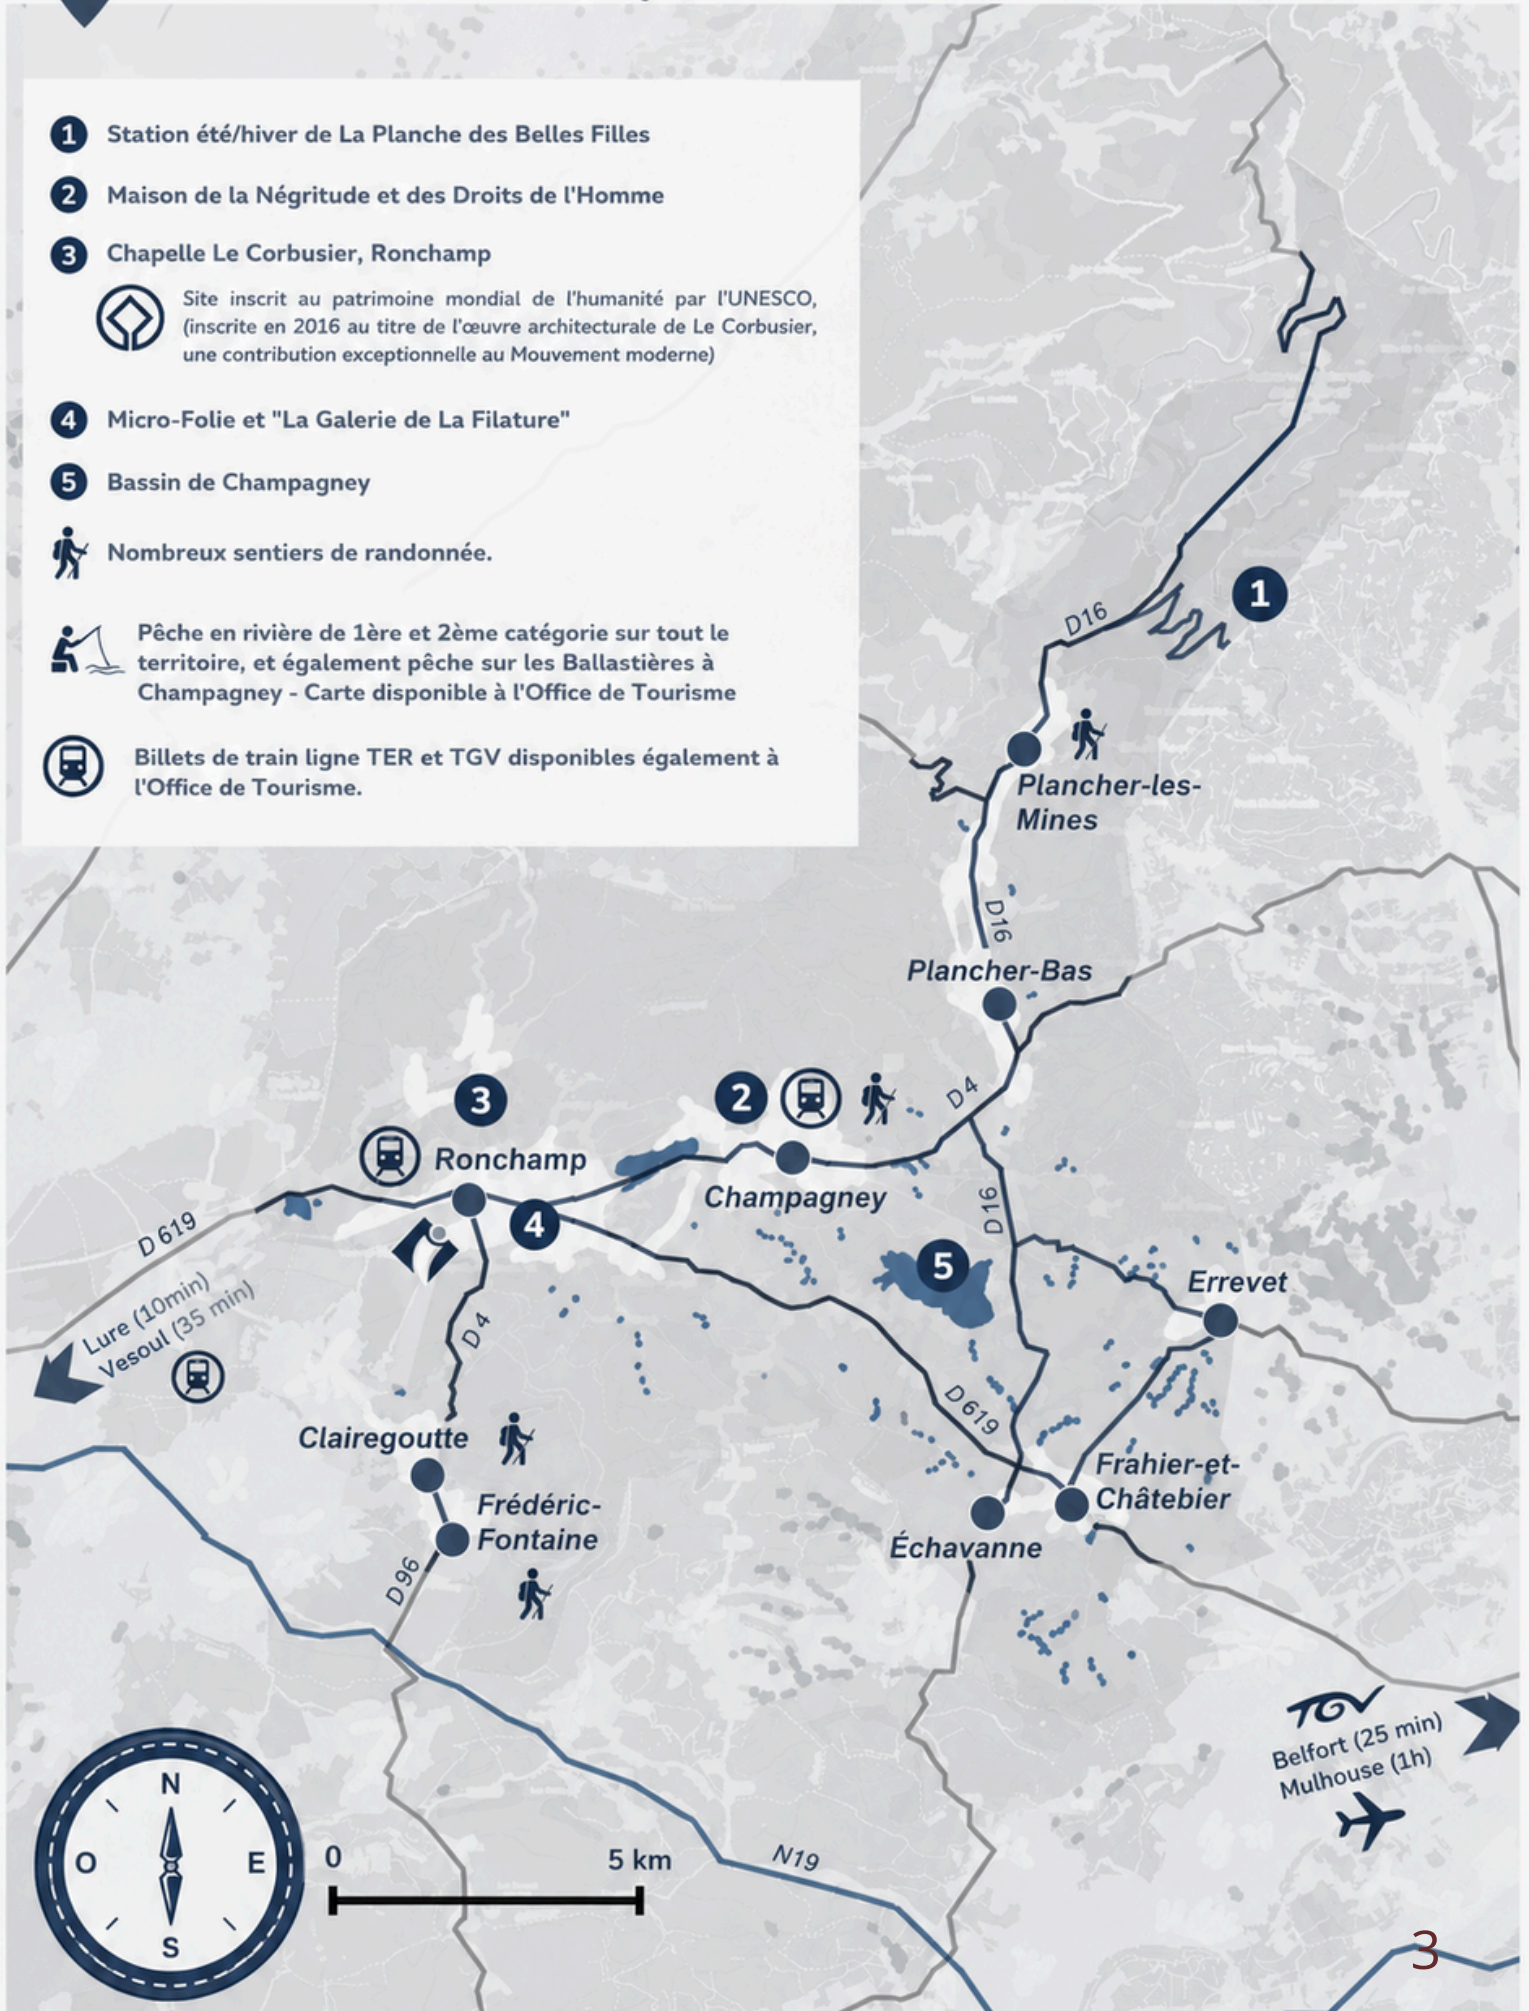 1 Station été/hiver de La Planche des Belles Filles
2 Maison de la Négritude et des Droits de l'Homme
3 Chapelle Le Corbusier, Ronchamp
Site inscrit au patrimoine mondial de l'humanité par l'UNESCO,
(inscrite en 2016 au titre de l'œuvre architecturale de Le Corbusier,
une contribution exceptionnelle au Mouvement moderne)
4 Micro-Folie et "La Galerie de La Filature"
5 Bassin de Champagney
Nombreux sentiers de randonnée.
Pêche en rivière de 1ère et 2ème catégorie sur tout le
territoire, et également pêche sur les Ballastières à
Champagney - Carte disponible à l'Office de Tourisme
Billets de train ligne TER et TGV disponibles également à
l'Office de Tourisme.
1
D16
Plancher-les-
Mines
D16
Plancher-Bas
D4
3
2
Ronchamp
Champagney
4
D16
D 619
5
Errevet
Lure (10min)
Vesoul (35 min)
D4
D619
Clairegoutte
Frahier-et-
Châtebier
Frédéric-
Fontaine
Échavanne
D96
TGV
Belfort (25 min)
Mulhouse (1h)
N
O
E
S
0
5 km
N19
3